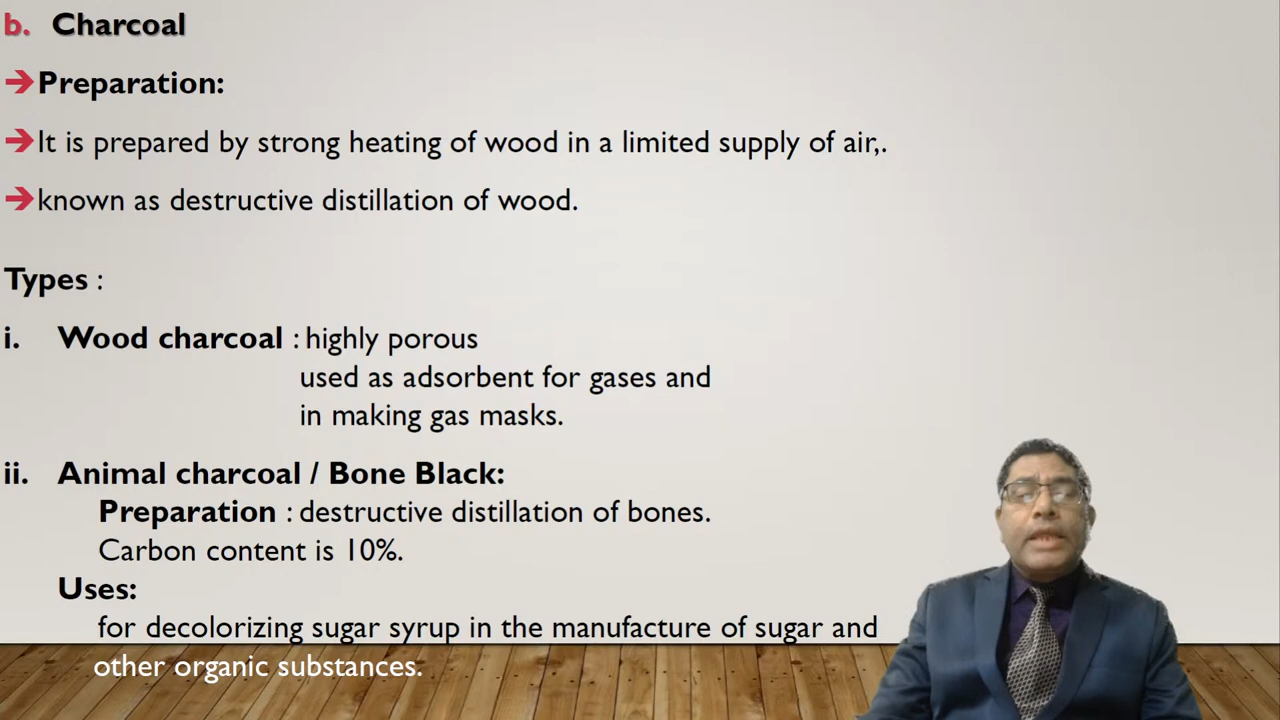 b. Charcoal
➔Preparation:
➔It is prepared by strong heating of wood in a limited supply of air,.
➔known as destructive distillation of wood.
Types :
i. Wood charcoal : highly porous
used as adsorbent for gases and
in making gas masks.
ii. Animal charcoal / Bone Black:
Preparation : destructive distillation of bones.
Carbon content is 10%.
Uses:
for decolorizing sugar syrup in the manufacture of sugar and
other organic substances.